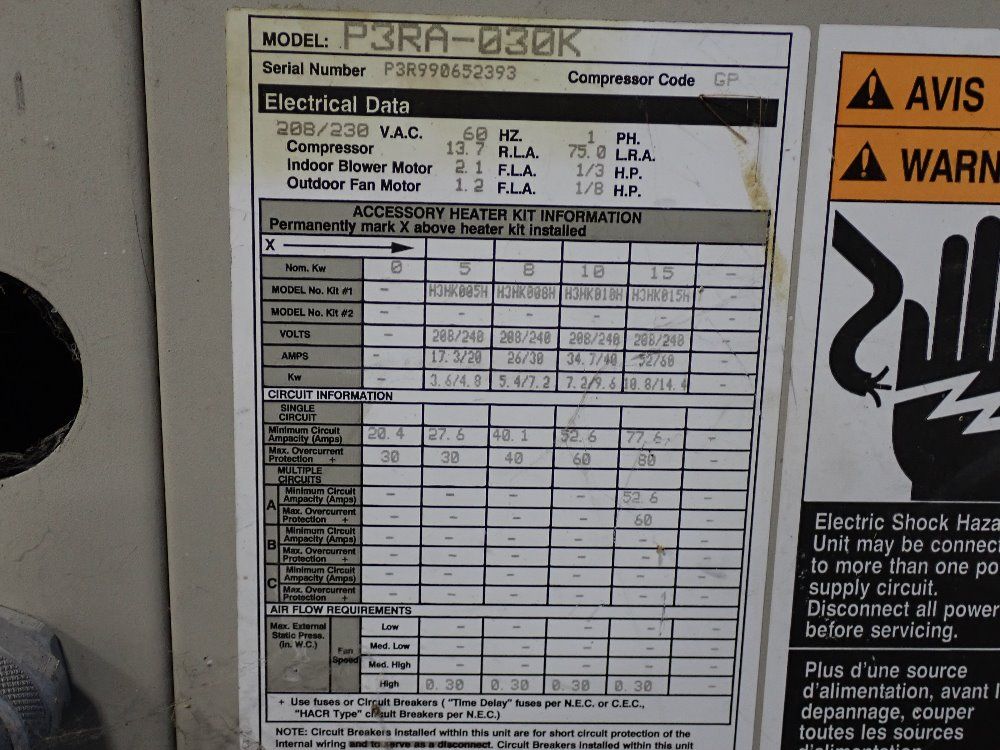 MODEL: P3RA-030K
Serial Number P3R990652393 Compressor Code GP
Electrical Data
208/230 V.A.C. 60 HZ. 1 PH.
Compressor 13.7 R.L.A. 75.0 L.R.A.
Indoor Blower Motor 2.1 F.L.A. 1/3 H.P.
Outdoor Fan Motor 1.2 F.L.A. 1/8 H.P.
ACCESSORY HEATER KIT INFORMATION
Permanently mark X above heater kit installed
X
Nom. Kw 0 5 8 10 15 -
MODEL No. Kit #1 - H3HK005H H3HK008H H3HK010H H3HK015H -
MODEL No. Kit #2 - - - - - -
VOLTS - 208/240 208/240 208/240 208/240 -
AMPS - 17.3/20 26/30 34.7/40 52/60 -
Kw - 3.6/4.8 5.4/7.2 7.2/9.6 10.8/14.4 -
CIRCUIT INFORMATION
SINGLE
CIRCUIT
Minimum Circuit
Ampacity (Amps) 20.4 27.6 40.1 52.6 77.6 -
Max. Overcurrent
Protection + 30 30 40 60 80 -
MULTIPLE
CIRCUITS
A Minimum Circuit
Ampacity (Amps) - - - - 52.6 -
Max. Overcurrent
Protection + - - - - 60 -
B Minimum Circuit
Ampacity (Amps) - - - - - -
Max. Overcurrent
Protection + - - - - - -
C Minimum Circuit
Ampacity (Amps) - - - - - -
Max. Overcurrent
Protection + - - - - - -
AIR FLOW REQUIREMENTS
Max. External
Static Press.
(in. W.C.)
Fan
Speed
Low - - - - -
Med. Low - - - - -
Med. High - - - - -
High 0.30 0.30 0.30 0.30 -
+ Use fuses or Circuit Breakers ( "Time Delay" fuses per N.E.C. or C.E.C.,
"HACR Type" circuit Breakers per N.E.C.)
NOTE: Circuit Breakers installed within this unit are for short circuit protection of the
internal wiring and to serve as a disconnect. Circuit Breakers installed within this unit
AVIS
WARN
Electric Shock Haza
Unit may be connect
to more than one po
supply circuit.
Disconnect all power
before servicing.
Plus d'une source
d'alimentation, avant l
depannage, couper
toutes les sources